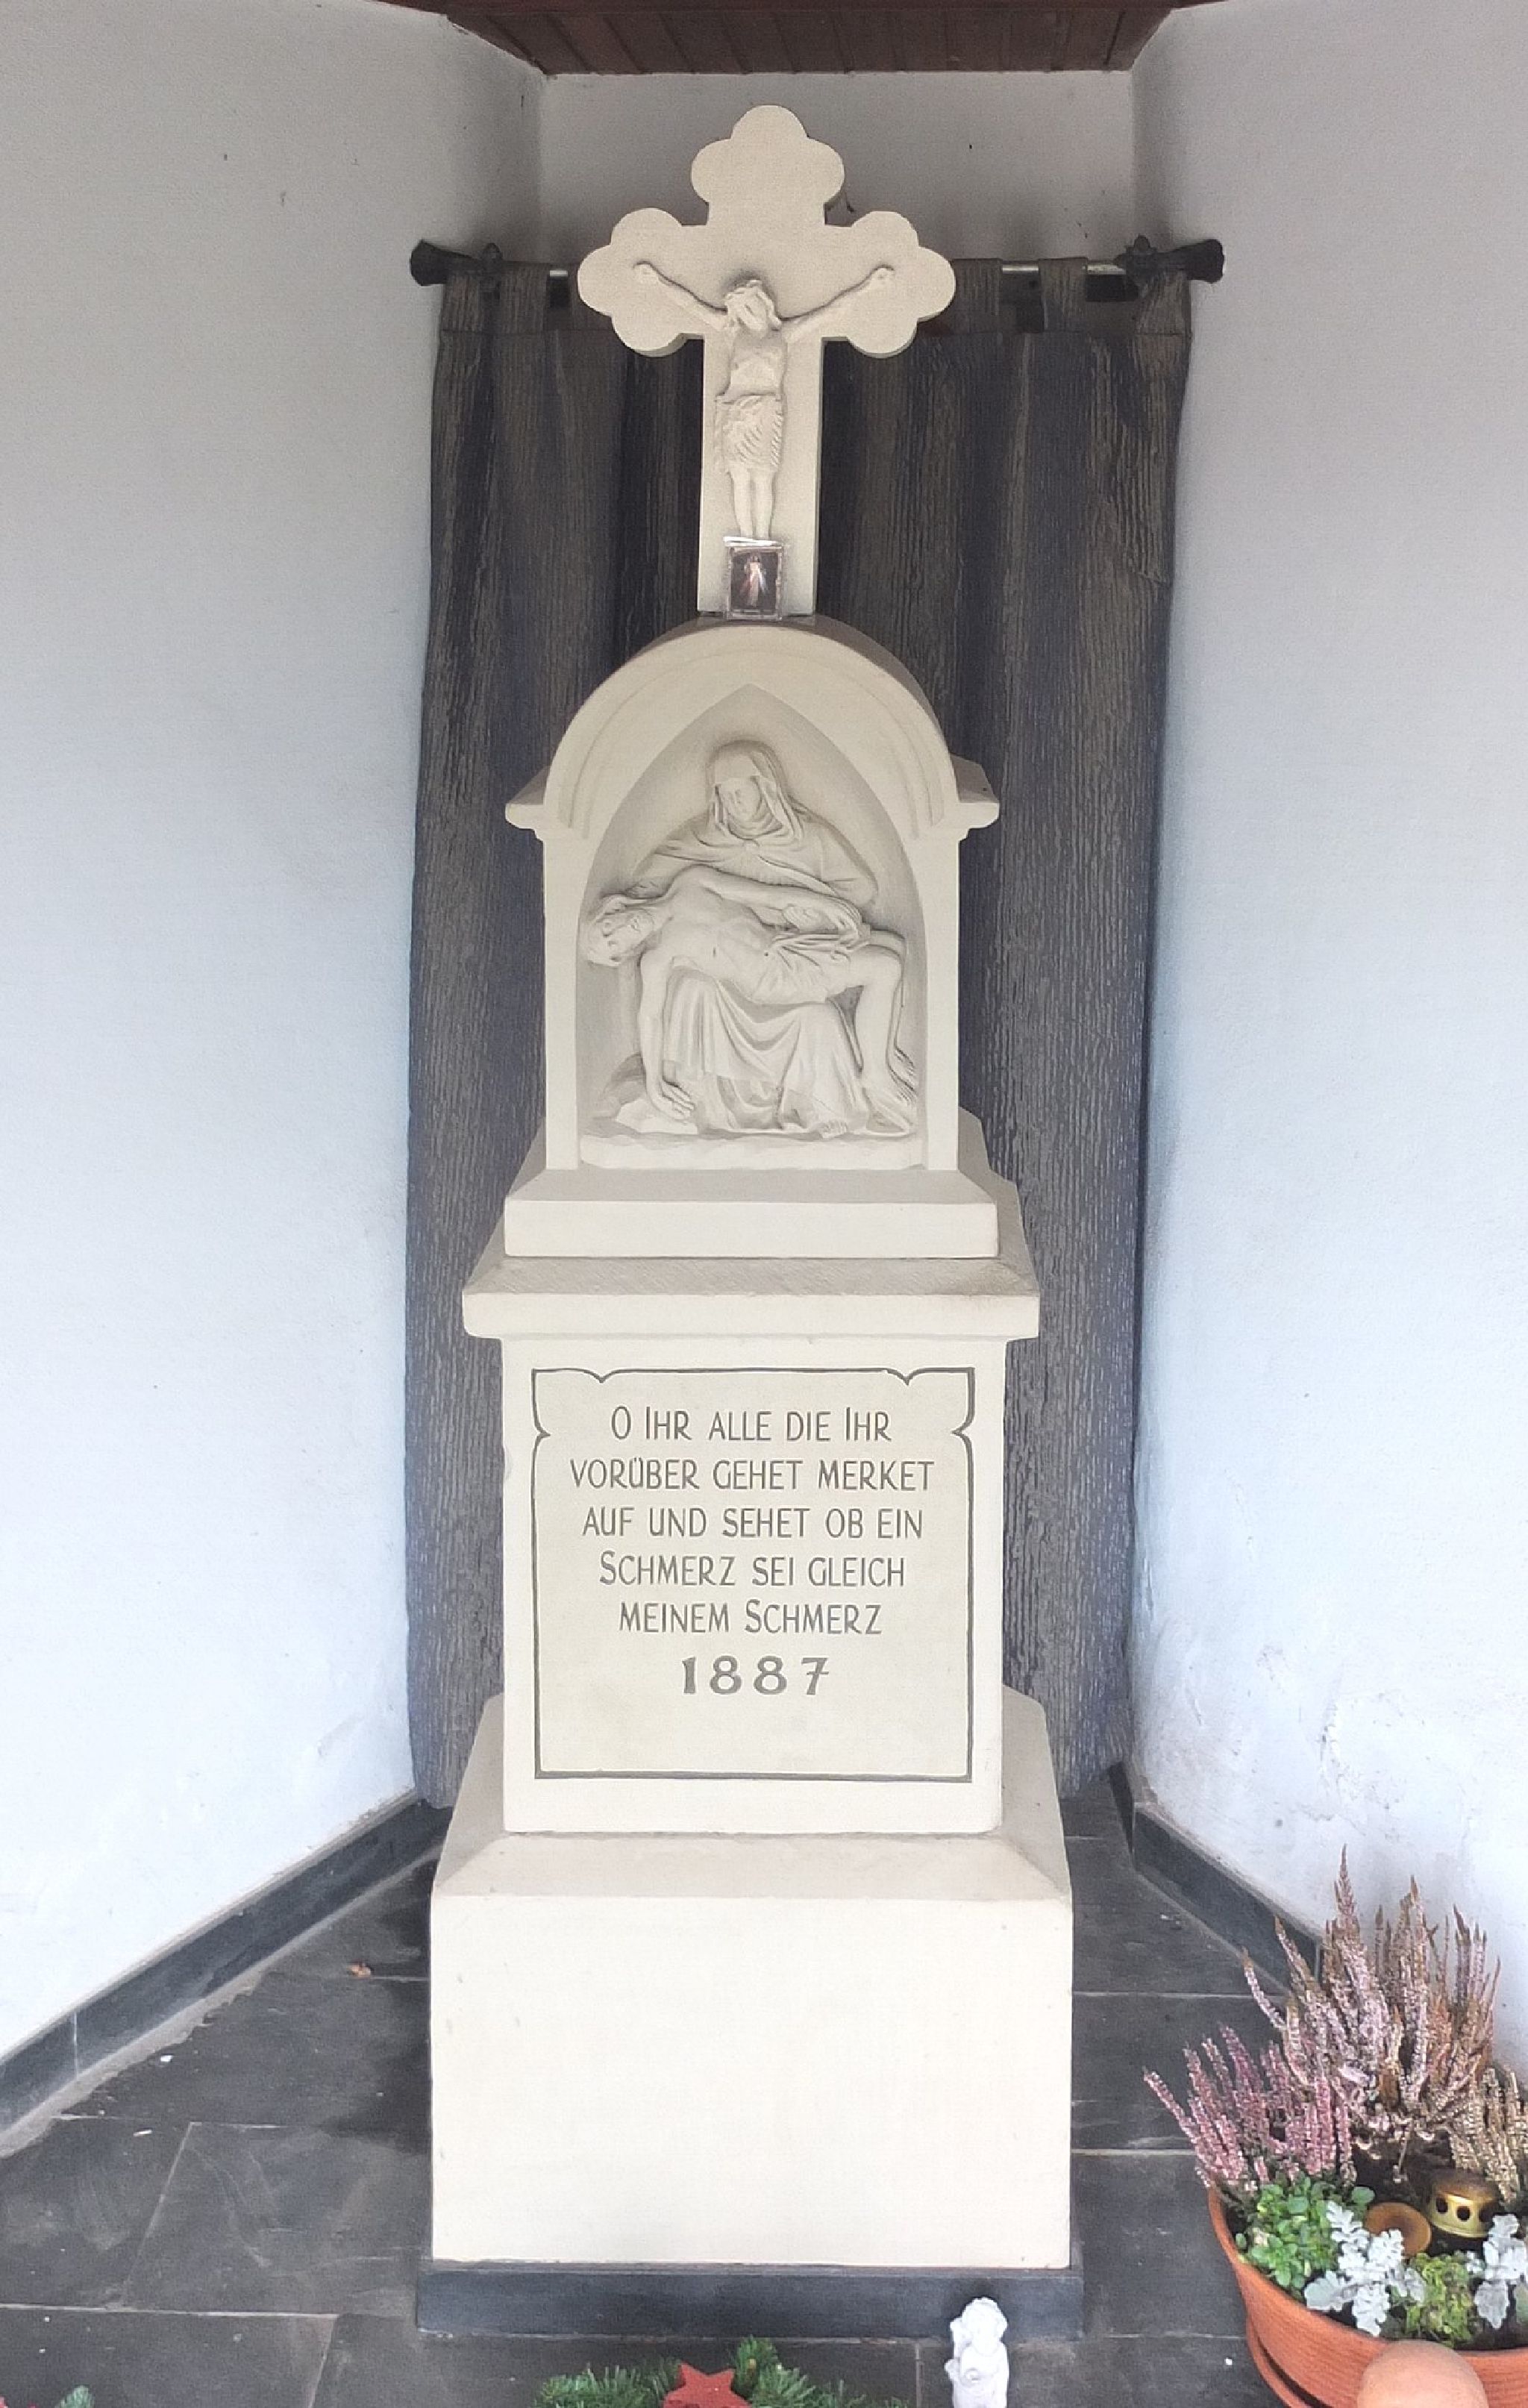 O IHR ALLE DIE IHR
VORÜBER GEHET MERKET
AUF UND SEHET OB EIN
SCHMERZ SEI GLEICH
MEINEM SCHMERZ
1887